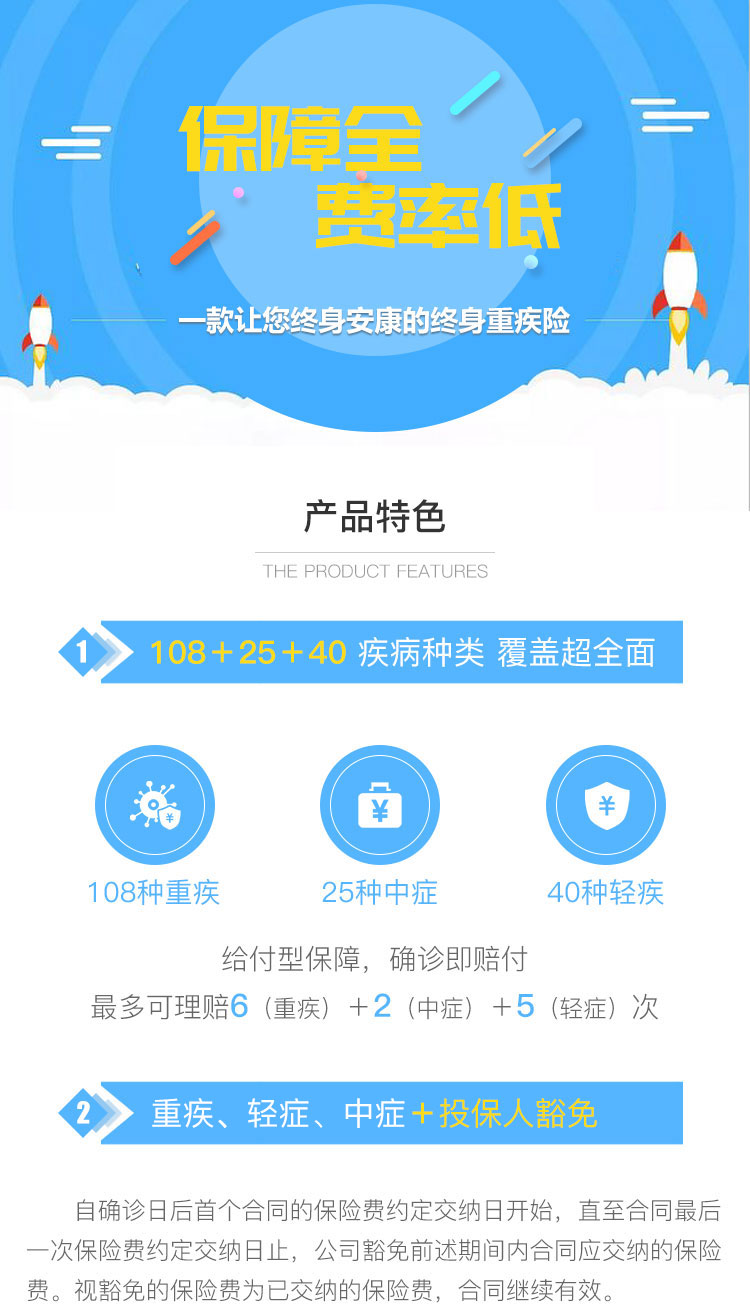 保障全
费率低
一款让您终身安康的终身重疾险
产品特色
THE PRODUCT FEATURES
1 108+25+40 疾病种类 覆盖超全面
¥ ¥ ¥
108种重疾 25种中症 40种轻疾
给付型保障，确诊即赔付
最多可理赔6（重疾）+2（中症）+5（轻症）次
2 重疾、轻症、中症+投保人豁免
自确诊日后首个合同的保险费约定交纳日开始，直至合同最后
一次保险费约定交纳日止，公司豁免前述期间内合同应交纳的保险
费。视豁免的保险费为已交纳的保险费，合同继续有效。